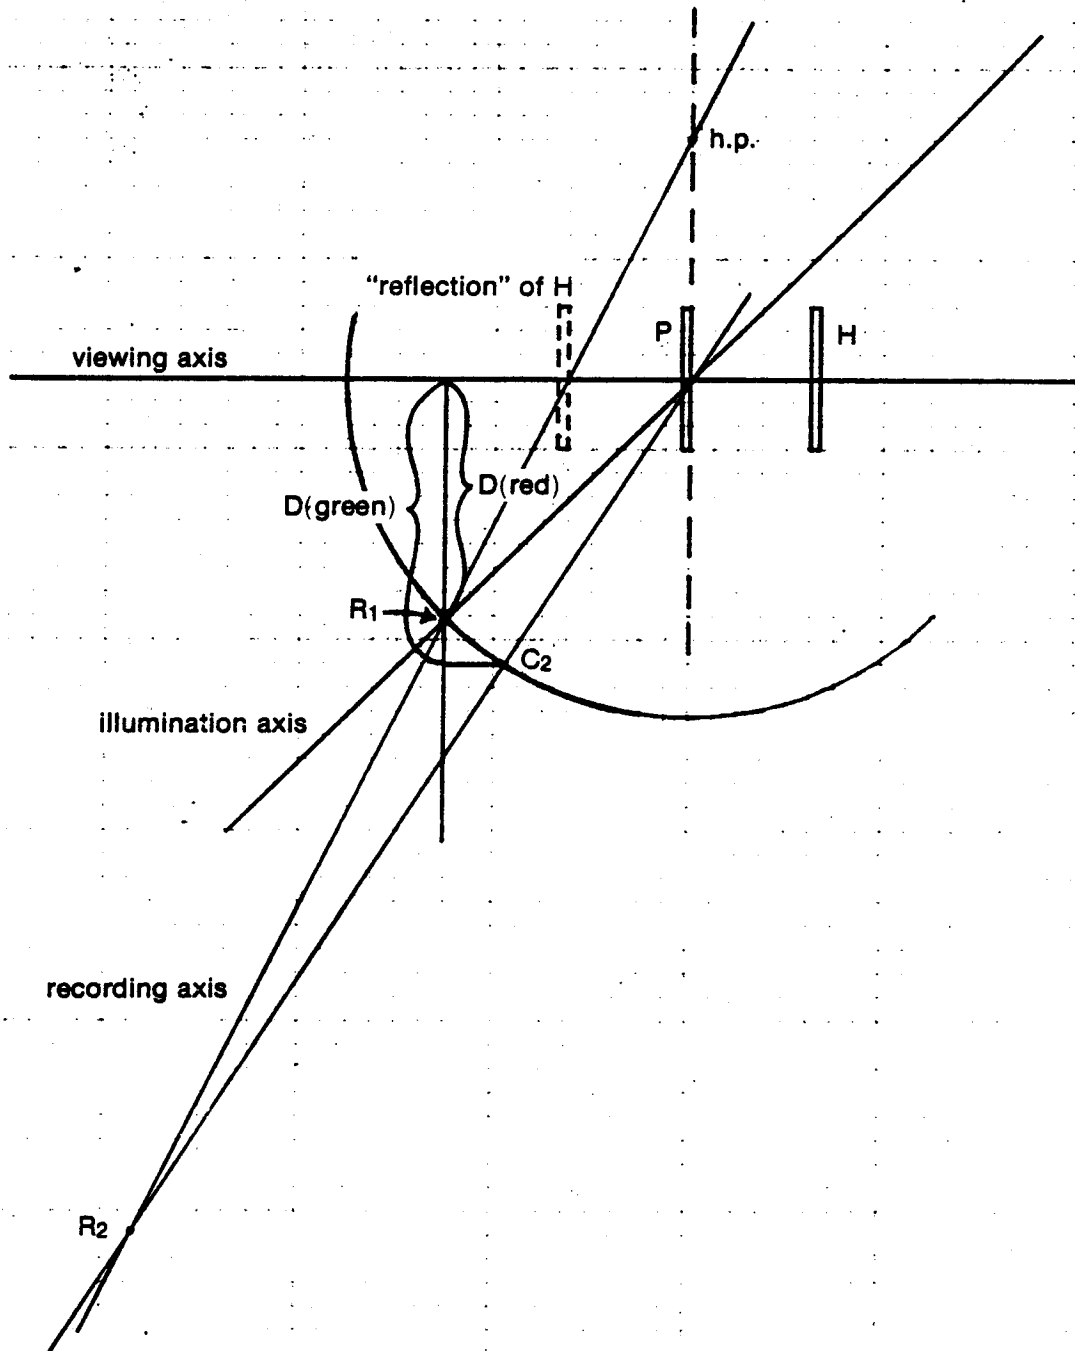 h.p.
"reflection" of H
P
H
viewing axis
D(green)
D(red)
R1
C2
illumination axis
recording axis
R2